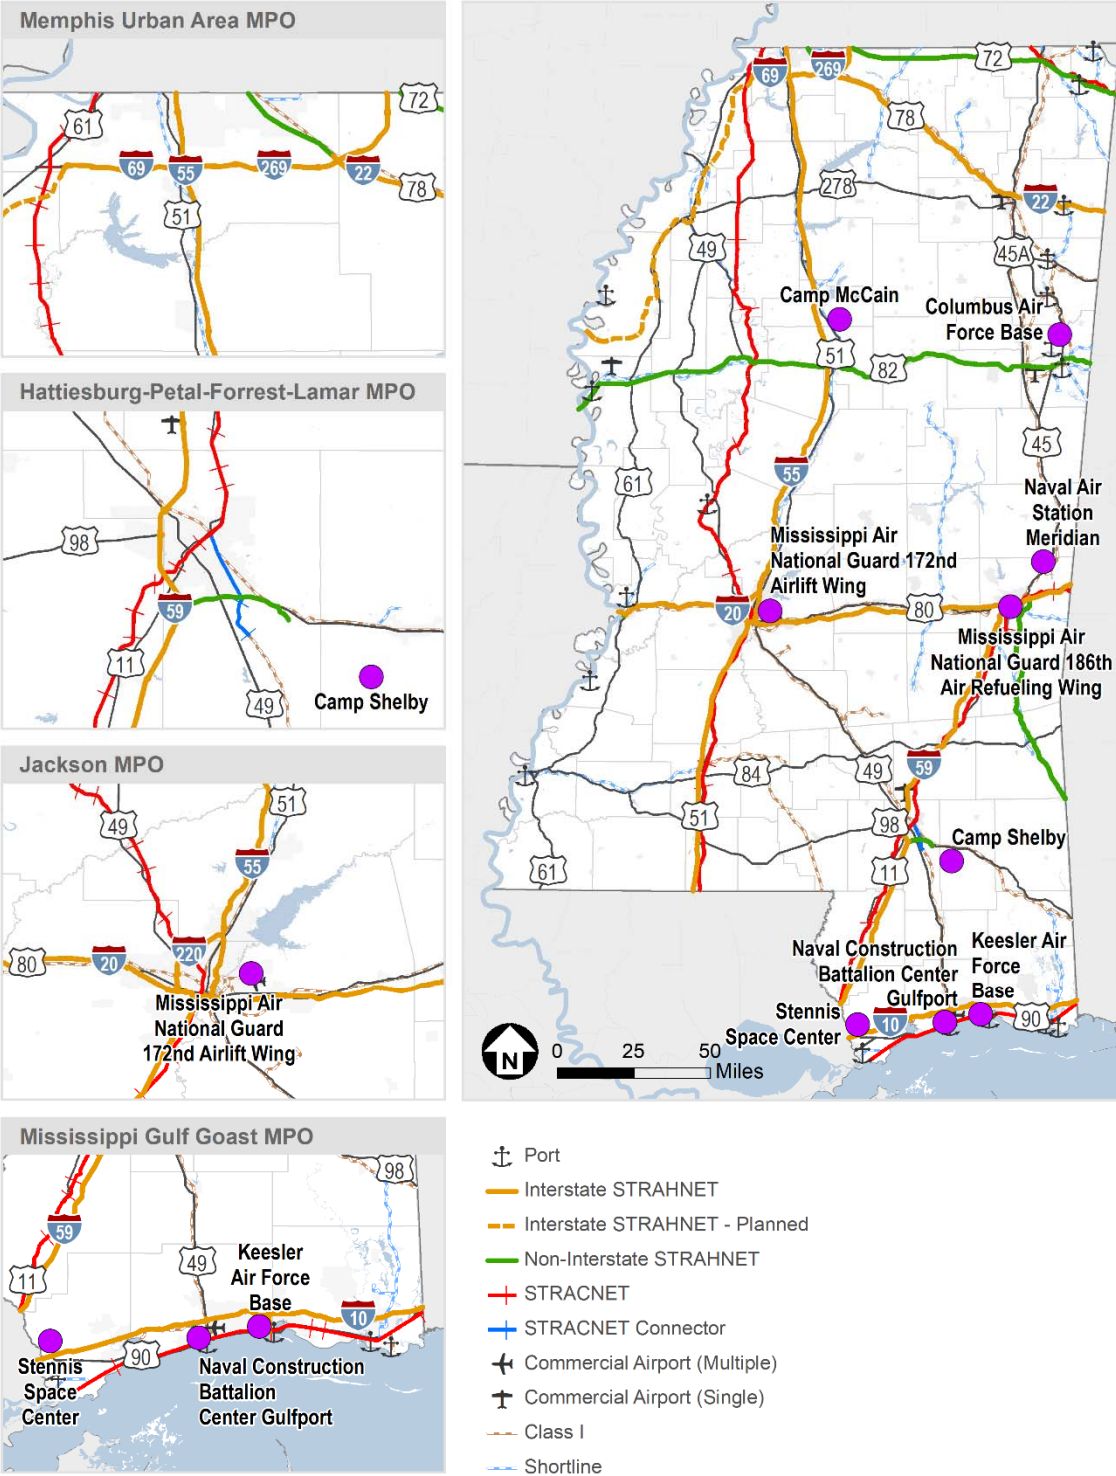 Memphis Urban Area MPO
72
61
69
55
269
22
78
51
Hattiesburg-Petal-Forrest-Lamar MPO
98
59
11
49
Camp Shelby
Jackson MPO
51
49
55
220
80
20
Mississippi Air
National Guard
172nd Airlift Wing
Mississippi Gulf Goast MPO
98
59
49
Keesler
Air Force
Base
11
10
90
Stennis
Space
Center
Naval Construction
Battalion
Center Gulfport
72
69
269
78
278
22
49
45A
Camp McCain
Columbus Air
Force Base
51
82
45
55
61
Naval Air
Station
Meridian
Mississippi Air
National Guard 172nd
Airlift Wing
20
80
Mississippi Air
National Guard 186th
Air Refueling Wing
59
84
49
51
98
Camp Shelby
11
61
Naval Construction
Battalion Center
Gulfport
Keesler Air
Force
Base
Stennis
Space Center
10
90
N
0 25 50
Miles
Port
Interstate STRAHNET
Interstate STRAHNET - Planned
Non-Interstate STRAHNET
STRACNET
STRACNET Connector
Commercial Airport (Multiple)
Commercial Airport (Single)
Class I
Shortline